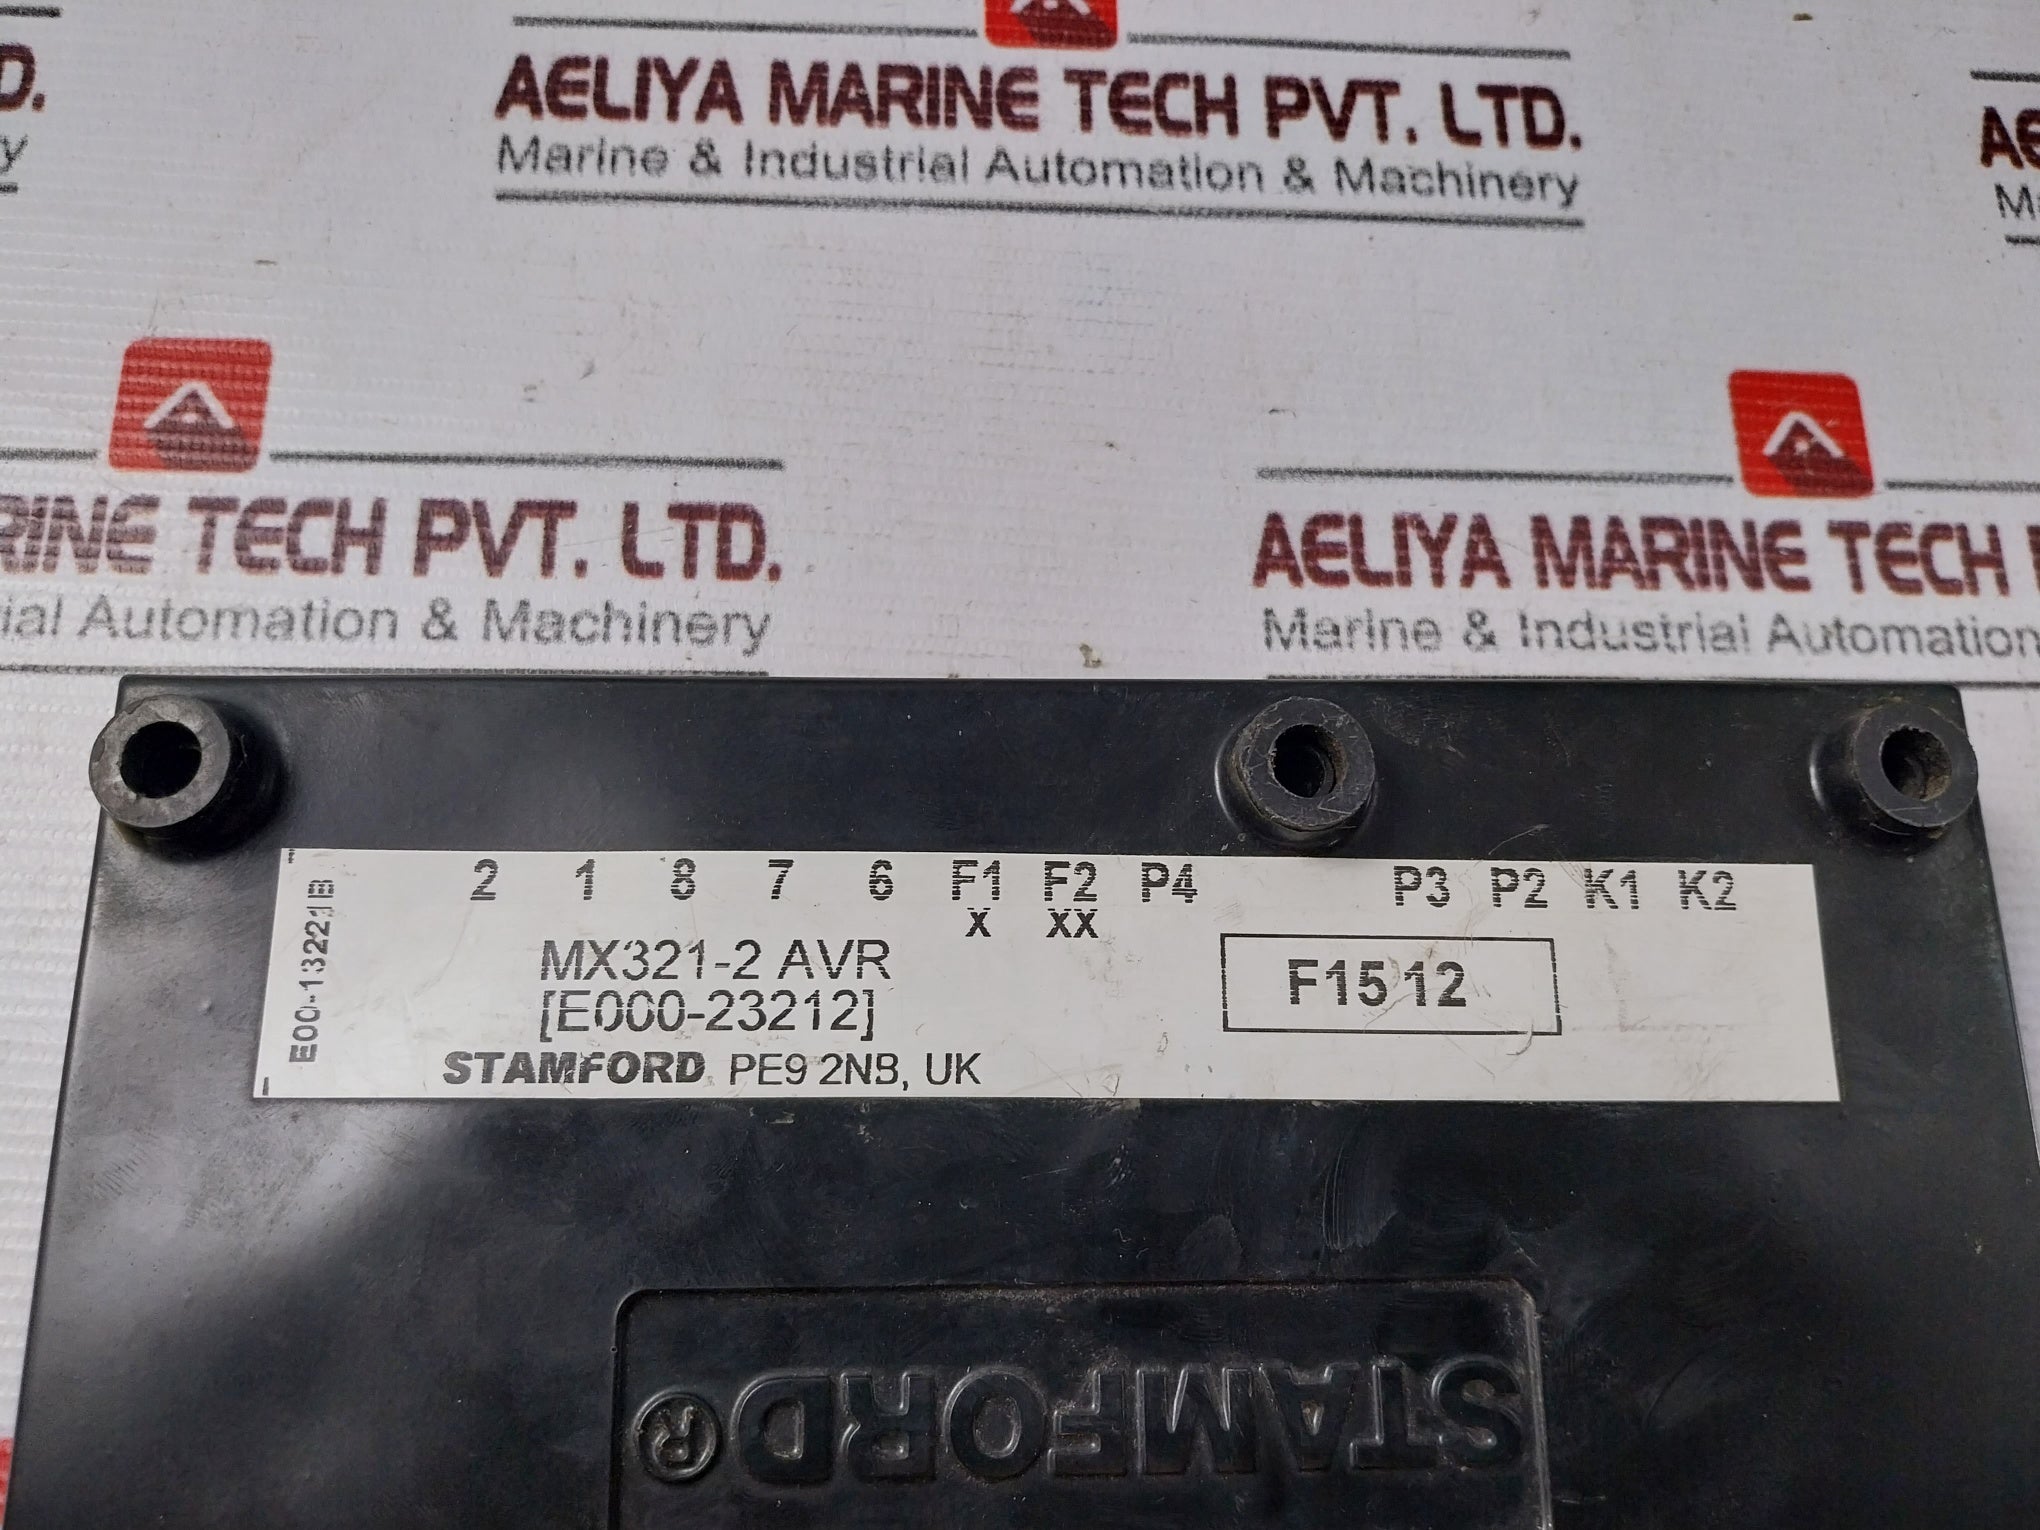 D.
AELIYA MARINE TECH PVT. LTD.
Marine & Industrial Automation & Machinery
RINE TECH PVT. LTD.
ial Automation & Machinery
AELIYA MARINE TECH
Marine & Industrial Automation
2 1 8 7 6 F1 F2 P4 P3 P2 K1 K2
X XX
E00-13221B
MX321-2 AVR
[E000-23212]
STAMFORD PE9 2NB, UK
F15 12
STAMFORD®